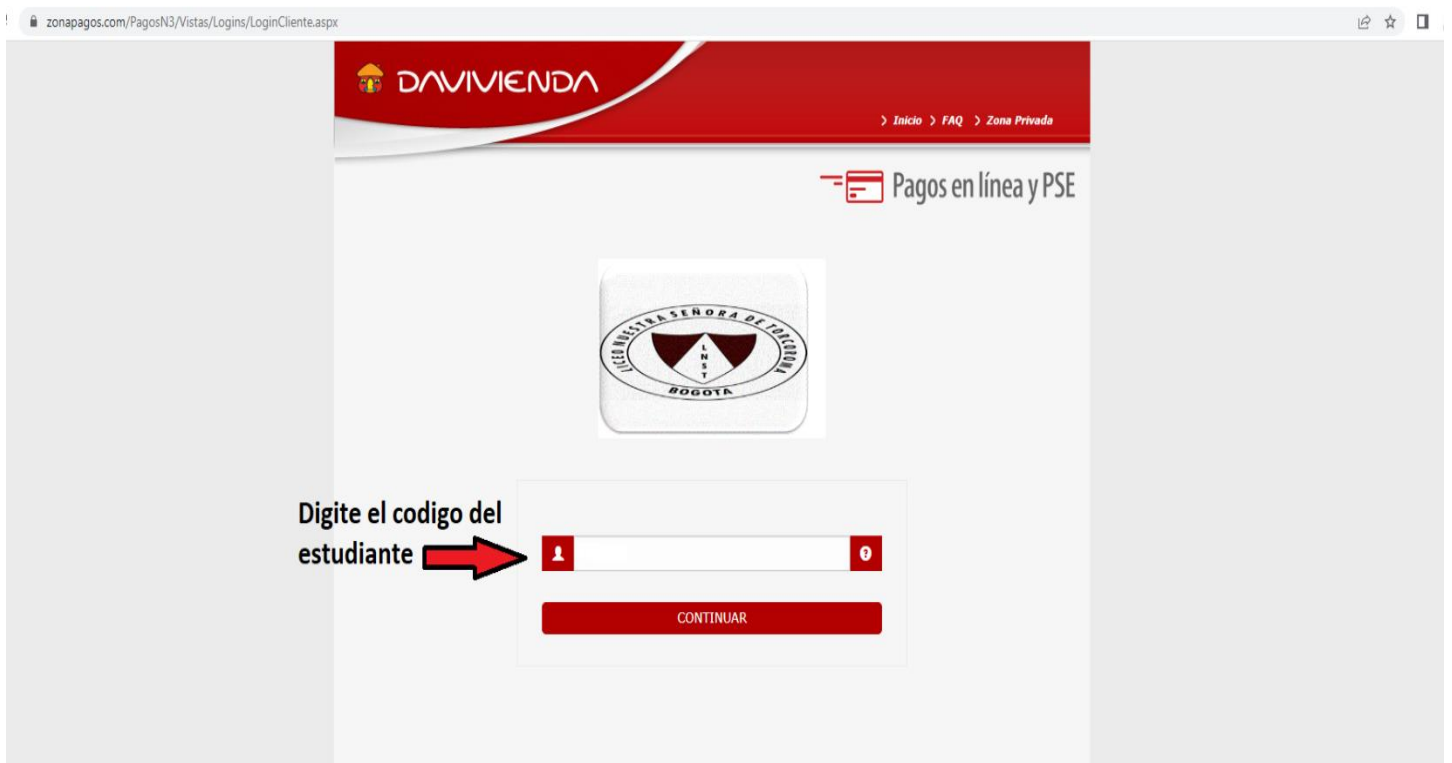 zonapagos.com/PagosN3/Vistas/Logins/LoginCliente.aspx
DAVIVIENDA
> Inicio > FAQ > Zona Privada
Pagos en línea y PSE
LICEO NUESTRA SEÑORA DE TORCOROMA
L
N
S
T
BOGOTA
Digite el codigo del
estudiante
?
CONTINUAR